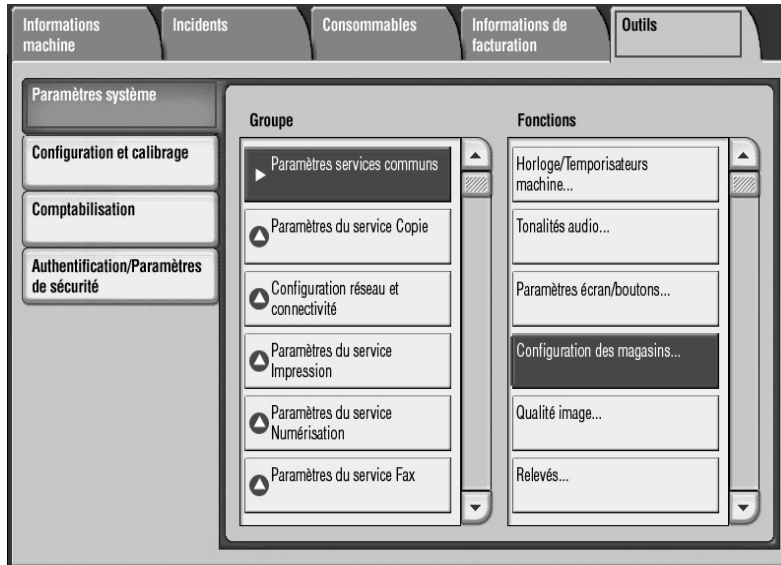 Informations
machine
Incidents
Consommables
Informations de
facturation
Outils
Paramètres système
Configuration et calibrage
Comptabilisation
Authentification/Paramètres
de sécurité
Groupe
Paramètres services communs
Paramètres du service Copie
Configuration réseau et
connectivité
Paramètres du service
Impression
Paramètres du service
Numérisation
Paramètres du service Fax
Fonctions
Horloge/Temporisateurs
machine...
Tonalités audio...
Paramètres écran/boutons...
Configuration des magasins...
Qualité image...
Relevés...